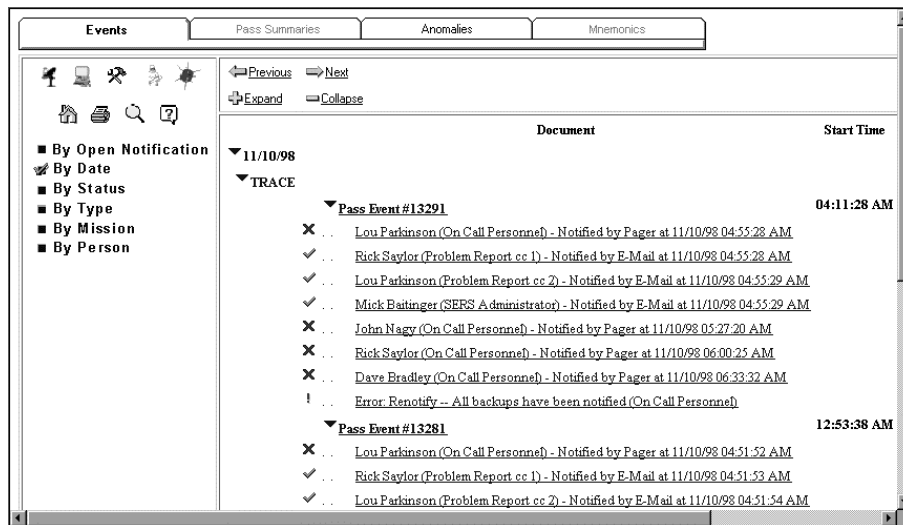 Events
Pass Summaries
Anomalies
Mnemonics
Previous Next
Expand Collapse
By Open Notification
By Date
By Status
By Type
By Mission
By Person
Document Start Time
11/10/98
TRACE
Pass Event #13291 04:11:28 AM
Lou Parkinson (On Call Personnel) - Notified by Pager at 11/10/98 04:55:28 AM
Rick Saylor (Problem Report cc 1) - Notified by E-Mail at 11/10/98 04:55:28 AM
Lou Parkinson (Problem Report cc 2) - Notified by E-Mail at 11/10/98 04:55:29 AM
Mick Baitinger (SERS Administrator) - Notified by E-Mail at 11/10/98 04:55:29 AM
John Nagy (On Call Personnel) - Notified by Pager at 11/10/98 05:27:20 AM
Rick Saylor (On Call Personnel) - Notified by Pager at 11/10/98 06:00:25 AM
Dave Bradley (On Call Personnel) - Notified by Pager at 11/10/98 06:33:32 AM
! . . Error: Renotify -- All backups have been notified (On Call Personnel)
Pass Event #13281 12:53:38 AM
Lou Parkinson (On Call Personnel) - Notified by Pager at 11/10/98 04:51:52 AM
Rick Saylor (Problem Report cc 1) - Notified by E-Mail at 11/10/98 04:51:53 AM
Lou Parkinson (Problem Report cc 2) - Notified by E-Mail at 11/10/98 04:51:54 AM